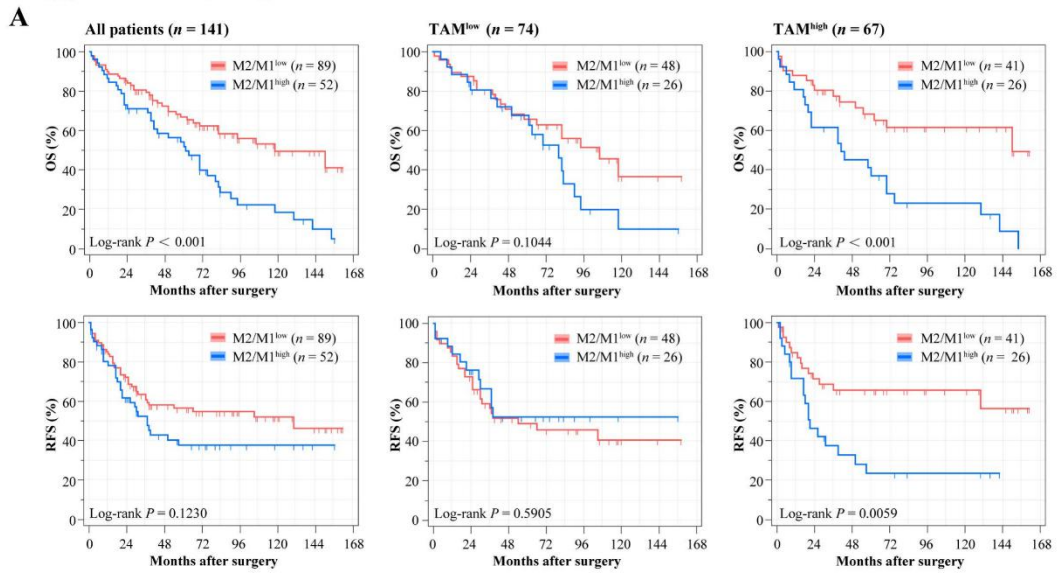 A
All patients (n = 141)
100
80
60
40
20
0
OS (%)
M2/M1low (n = 89)
M2/M1high (n = 52)
Log-rank P < 0.001
0 24 48 72 96 120 144 168
Months after surgery
TAMlow (n = 74)
100
80
60
40
20
0
OS (%)
M2/M1low (n = 48)
M2/M1high (n = 26)
Log-rank P = 0.1044
0 24 48 72 96 120 144 168
Months after surgery
TAMhigh (n = 67)
100
80
60
40
20
0
OS (%)
M2/M1low (n = 41)
M2/M1high (n = 26)
Log-rank P < 0.001
0 24 48 72 96 120 144 168
Months after surgery
100
80
60
40
20
0
RFS (%)
M2/M1low (n = 89)
M2/M1high (n = 52)
Log-rank P = 0.1230
0 24 48 72 96 120 144 168
Months after surgery
100
80
60
40
20
0
RFS (%)
M2/M1low (n = 48)
M2/M1high (n = 26)
Log-rank P = 0.5905
0 24 48 72 96 120 144 168
Months after surgery
100
80
60
40
20
0
RFS (%)
M2/M1low (n = 41)
M2/M1high (n = 26)
Log-rank P = 0.0059
0 24 48 72 96 120 144 168
Months after surgery